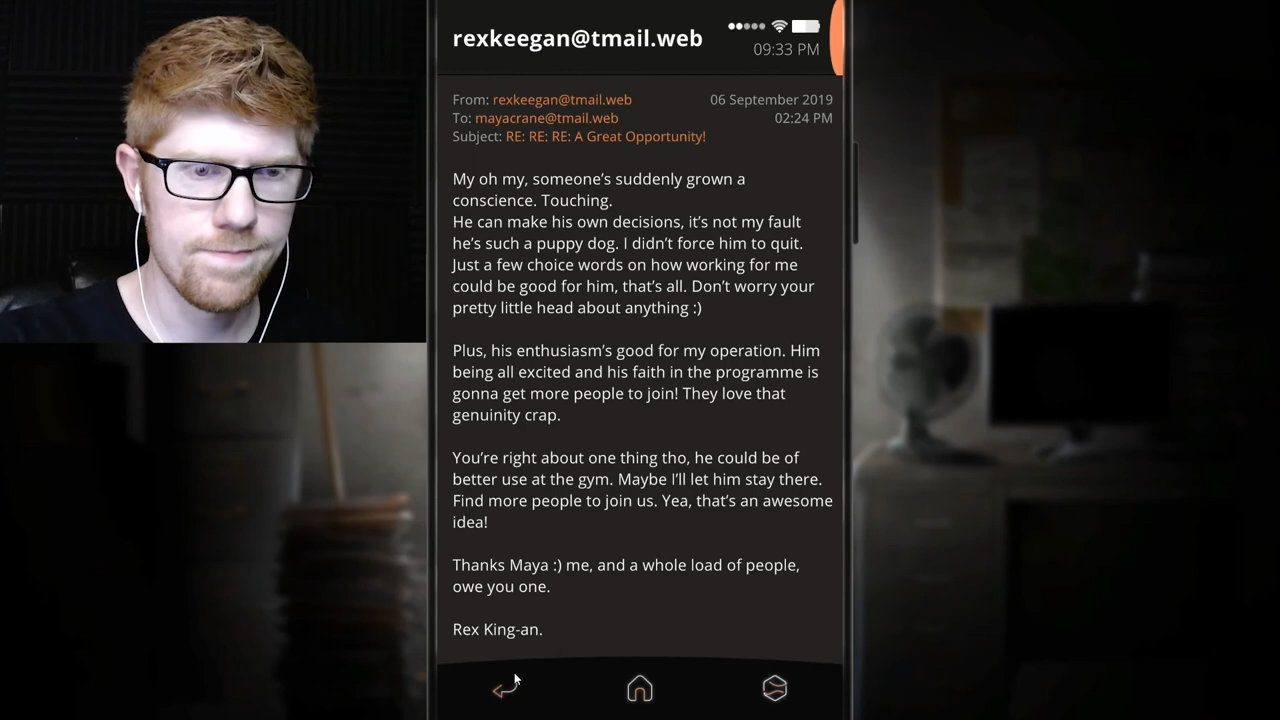 rexkeegan@tmail.web
09:33 PM
From: rexkeegan@tmail.web
06 September 2019
To: mayacrane@tmail.web
02:24 PM
Subject: RE: RE: RE: A Great Opportunity!
My oh my, someone's suddenly grown a
conscience. Touching.
He can make his own decisions, it's not my fault
he's such a puppy dog. I didn't force him to quit.
Just a few choice words on how working for me
could be good for him, that's all. Don't worry your
pretty little head about anything :)
Plus, his enthusiasm's good for my operation. Him
being all excited and his faith in the programme is
gonna get more people to join! They love that
genuinity crap.
You're right about one thing tho, he could be of
better use at the gym. Maybe I'll let him stay there.
Find more people to join us. Yea, that's an awesome
idea!
Thanks Maya :) me, and a whole load of people,
owe you one.
Rex King-an.